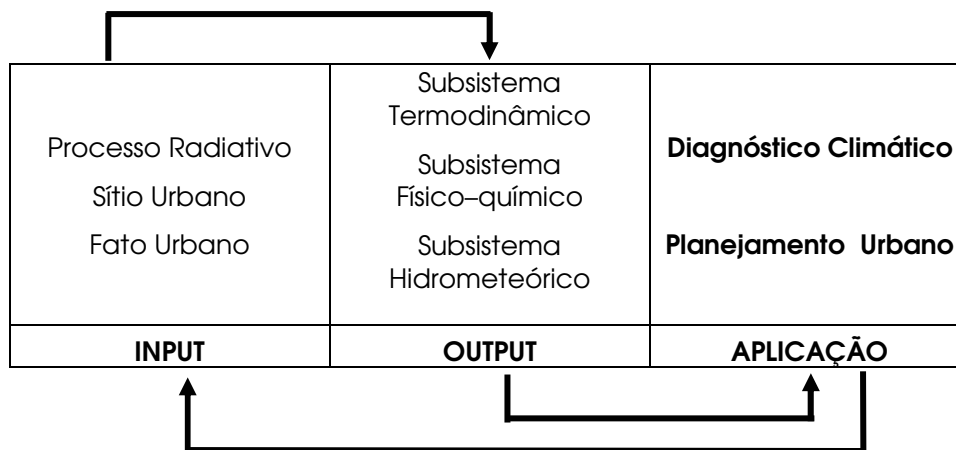 Processo Radiativo
Sítio Urbano
Fato Urbano
Subsistema
Termodinâmico
Subsistema
Físico–químico
Subsistema
Hidrometeórico
Diagnóstico Climático
Planejamento Urbano
INPUT
OUTPUT
APLICAÇÃO